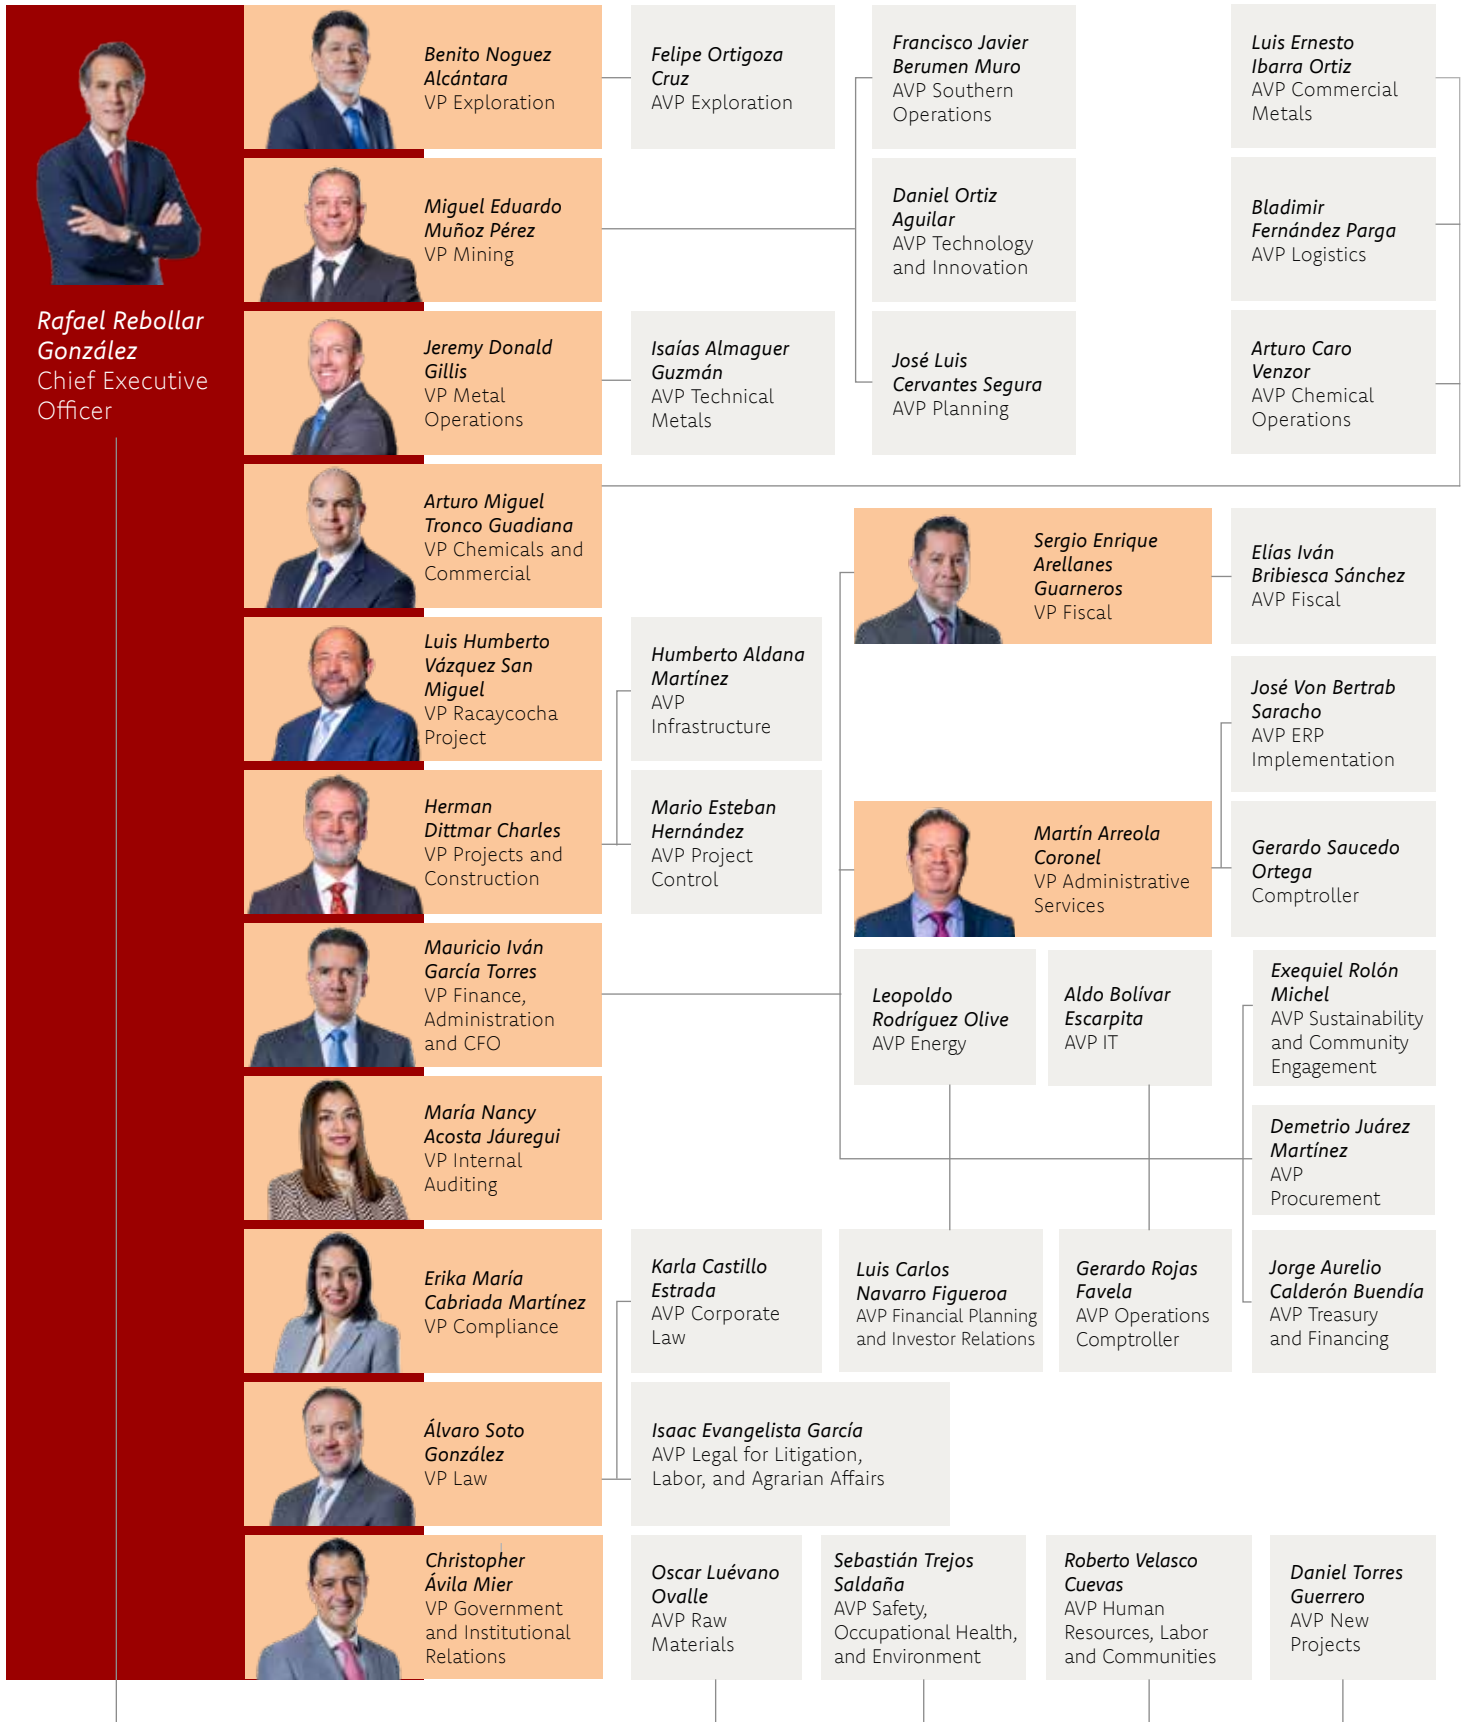 Rafael Rebollar
González
Chief Executive
Officer
Benito Noguez
Alcántara
VP Exploration
Felipe Ortigoza
Cruz
AVP Exploration
Francisco Javier
Berumen Muro
AVP Southern
Operations
Luis Ernesto
Ibarra Ortiz
AVP Commercial
Metals
Miguel Eduardo
Muñoz Pérez
VP Mining
Daniel Ortiz
Aguilar
AVP Technology
and Innovation
Bladimir
Fernández Parga
AVP Logistics
Jeremy Donald
Gillis
VP Metal
Operations
Isaías Almaguer
Guzmán
AVP Technical
Metals
José Luis
Cervantes Segura
AVP Planning
Arturo Caro
Venzor
AVP Chemical
Operations
Arturo Miguel
Tronco Guadiana
VP Chemicals and
Commercial
Sergio Enrique
Arellanes
Guarneros
VP Fiscal
Elías Iván
Bribiesca Sánchez
AVP Fiscal
Luis Humberto
Vázquez San
Miguel
VP Racaycocha
Project
Humberto Aldana
Martínez
AVP
Infrastructure
José Von Bertrab
Saracho
AVP ERP
Implementation
Herman
Dittmar Charles
VP Projects and
Construction
Mario Esteban
Hernández
AVP Project
Control
Martín Arreola
Coronel
VP Administrative
Services
Gerardo Saucedo
Ortega
Comptroller
Mauricio Iván
García Torres
VP Finance,
Administration
and CFO
Leopoldo
Rodríguez Olive
AVP Energy
Aldo Bolívar
Escarpita
AVP IT
Exequiel Rolón
Michel
AVP Sustainability
and Community
Engagement
María Nancy
Acosta Jáuregui
VP Internal
Auditing
Demetrio Juárez
Martínez
AVP
Procurement
Erika María
Cabriada Martínez
VP Compliance
Karla Castillo
Estrada
AVP Corporate
Law
Luis Carlos
Navarro Figueroa
AVP Financial Planning
and Investor Relations
Gerardo Rojas
Favela
AVP Operations
Comptroller
Jorge Aurelio
Calderón Buendía
AVP Treasury
and Financing
Álvaro Soto
González
VP Law
Isaac Evangelista García
AVP Legal for Litigation,
Labor, and Agrarian Affairs
Christopher
Ávila Mier
VP Government
and Institutional
Relations
Oscar Luévano
Ovalle
AVP Raw
Materials
Sebastián Trejos
Saldaña
AVP Safety,
Occupational Health,
and Environment
Roberto Velasco
Cuevas
AVP Human
Resources, Labor
and Communities
Daniel Torres
Guerrero
AVP New
Projects